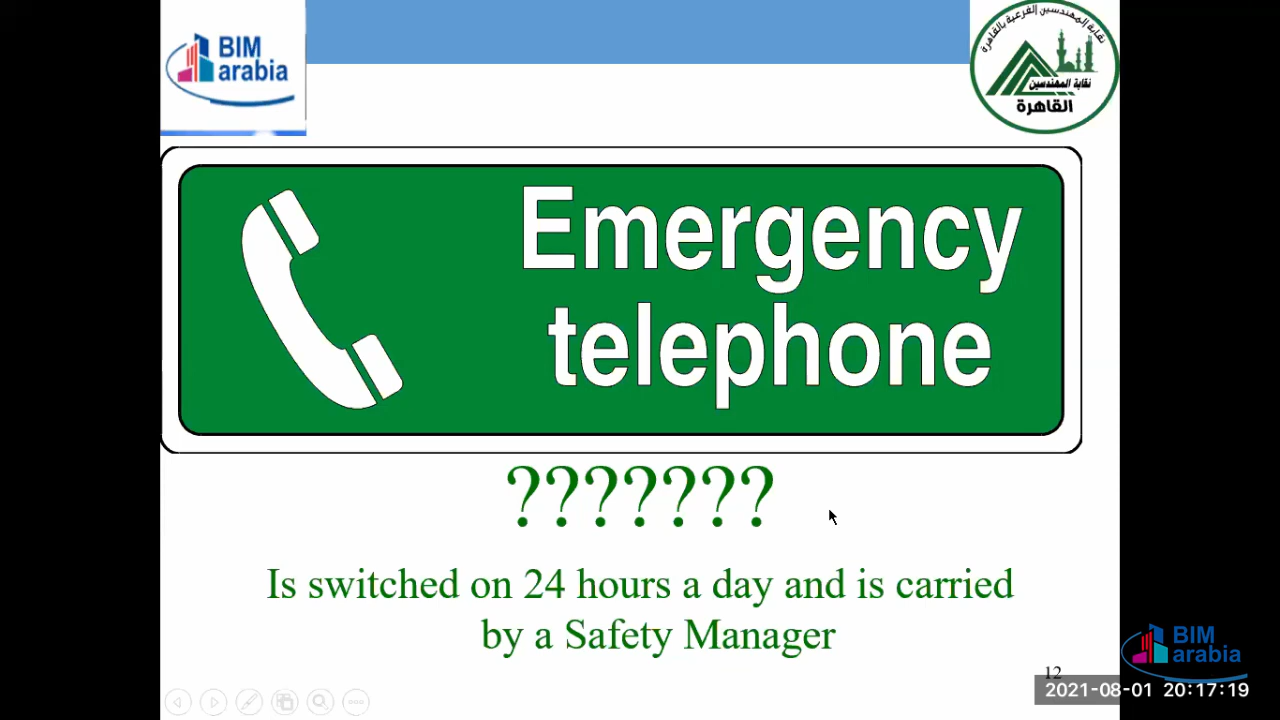 BIM
arabia
نقابة المهندسين الفرعية بالقاهرة
نقابة المهندسين
القاهرة
Emergency
telephone
???????
Is switched on 24 hours a day and is carried
by a Safety Manager
12
BIM
arabia
2021-08-01 20:17:19